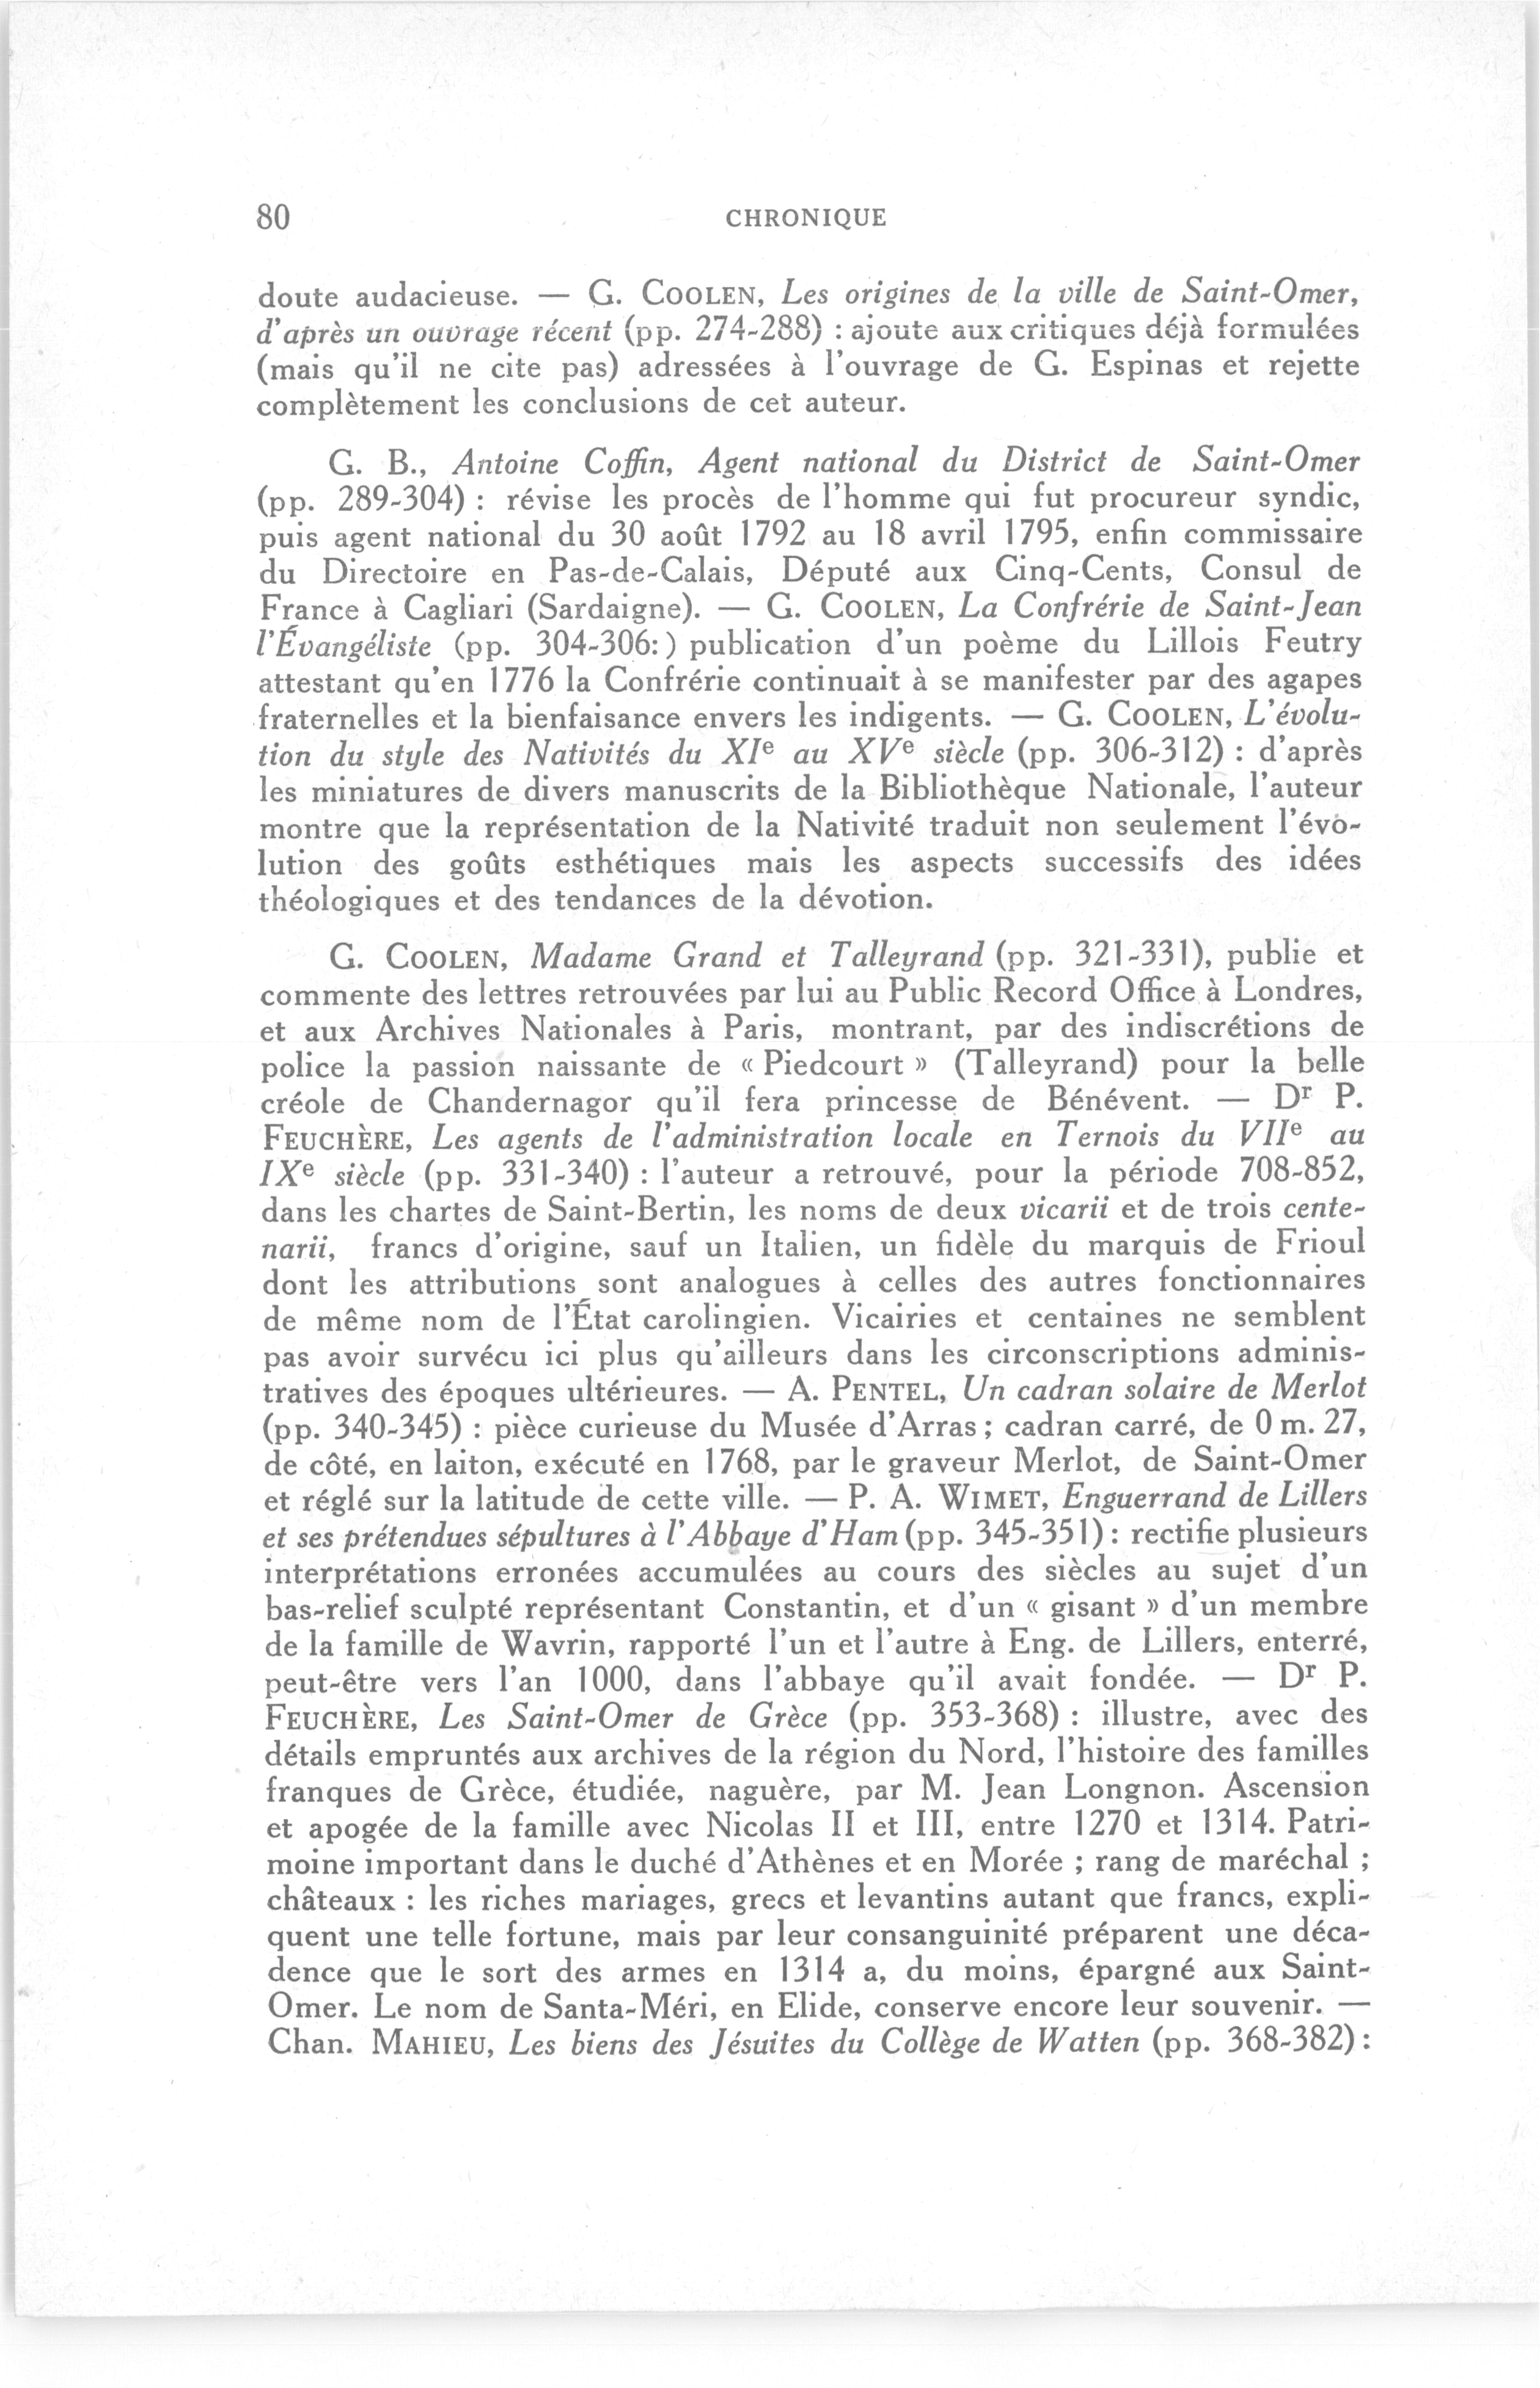 80
CHRONIQUE
doute audacieuse. — G. COOLEN, Les origines de la ville de Saint-Omer,
d'après un ouvrage récent (pp. 274-288) : ajoute aux critiques déjà formulées
(mais qu'il ne cite pas) adressées à l'ouvrage de G. Espinas et rejette
complètement les conclusions de cet auteur.
G. B., Antoine Coffin, Agent national du District de Saint-Omer
(pp. 289-304) : révise les procès de l'homme qui fut procureur syndic,
puis agent national du 30 août 1792 au 18 avril 1795, enfin commissaire
du Directoire en Pas-de-Calais, Député aux Cinq-Cents, Consul de
France à Cagliari (Sardaigne). — G. COOLEN, La Confrérie de Saint-Jean
l'Évangéliste (pp. 304-306:) publication d'un poème du Lillois Feutry
attestant qu'en 1776 la Confrérie continuait à se manifester par des agapes
fraternelles et la bienfaisance envers les indigents. — G. COOLEN, L'évolu-
tion du style des Nativités du XIe au XVe siècle (pp. 306-312) : d'après
les miniatures de divers manuscrits de la Bibliothèque Nationale, l'auteur
montre que la représentation de la Nativité traduit non seulement l'évo-
lution des goûts esthétiques mais les aspects successifs des idées
théologiques et des tendances de la dévotion.
G. COOLEN, Madame Grand et Talleyrand (pp. 321-331), publie et
commente des lettres retrouvées par lui au Public Record Office à Londres,
et aux Archives Nationales à Paris, montrant, par des indiscrétions de
police la passion naissante de « Piedcourt » (Talleyrand) pour la belle
créole de Chandernagor qu'il fera princesse de Bénévent. — Dr P.
FEUCHÈRE, Les agents de l'administration locale en Ternois du VIIe au
IXe siècle (pp. 331-340) : l'auteur a retrouvé, pour la période 708-852,
dans les chartes de Saint-Bertin, les noms de deux vicarii et de trois cente-
narii, francs d'origine, sauf un Italien, un fidèle du marquis de Frioul
dont les attributions sont analogues à celles des autres fonctionnaires
de même nom de l'État carolingien. Vicairies et centaines ne semblent
pas avoir survécu ici plus qu'ailleurs dans les circonscriptions adminis-
tratives des époques ultérieures. — A. PENTEL, Un cadran solaire de Merlot
(pp. 340-345) : pièce curieuse du Musée d'Arras ; cadran carré, de 0 m. 27,
de côté, en laiton, exécuté en 1768, par le graveur Merlot, de Saint-Omer
et réglé sur la latitude de cette ville. — P. A. WIMET, Enguerrand de Lillers
et ses prétendues sépultures à l'Abbaye d'Ham (pp. 345-351) : rectifie plusieurs
interprétations erronées accumulées au cours des siècles au sujet d'un
bas-relief sculpté représentant Constantin, et d'un « gisant » d'un membre
de la famille de Wavrin, rapporté l'un et l'autre à Eng. de Lillers, enterré,
peut-être vers l'an 1000, dans l'abbaye qu'il avait fondée. — Dr P.
FEUCHÈRE, Les Saint-Omer de Grèce (pp. 353-368) : illustre, avec des
détails empruntés aux archives de la région du Nord, l'histoire des familles
franques de Grèce, étudiée, naguère, par M. Jean Longnon. Ascension
et apogée de la famille avec Nicolas II et III, entre 1270 et 1314. Patri-
moine important dans le duché d'Athènes et en Morée ; rang de maréchal ;
châteaux : les riches mariages, grecs et levantins autant que francs, expli-
quent une telle fortune, mais par leur consanguinité préparent une déca-
dence que le sort des armes en 1314 a, du moins, épargné aux Saint-
Omer. Le nom de Santa-Méri, en Elide, conserve encore leur souvenir. —
Chan. MAHIEU, Les biens des Jésuites du Collège de Watten (pp. 368-382) :